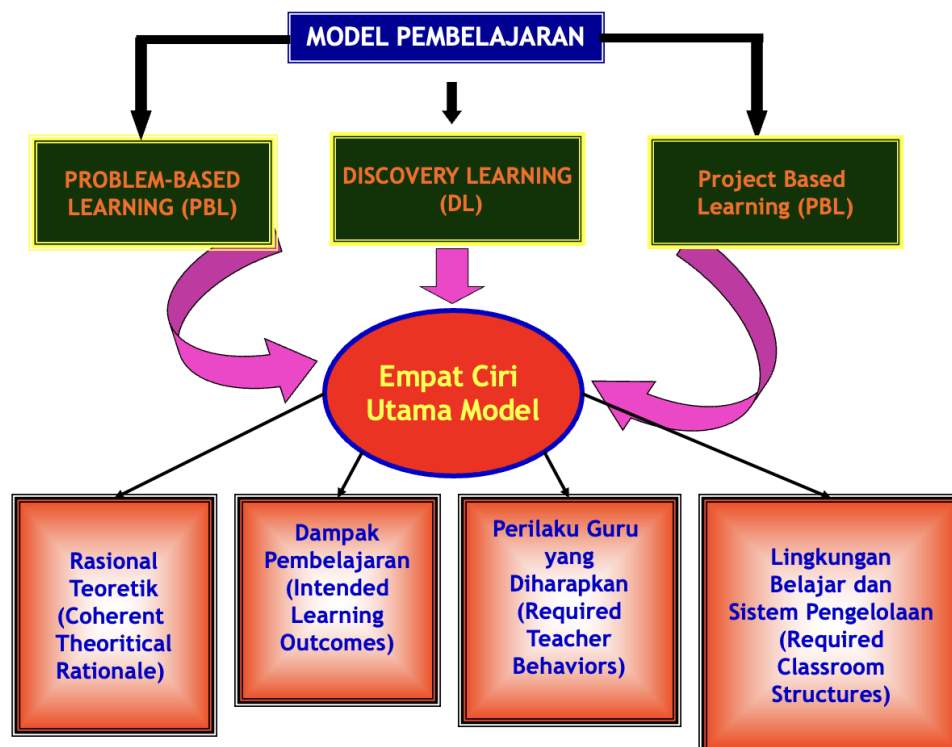 MODEL PEMBELAJARAN
PROBLEM-BASED
LEARNING (PBL)
DISCOVERY LEARNING
(DL)
Project Based
Learning (PBL)
Empat Ciri
Utama Model
Rasional
Teoretik
(Coherent
Theoritical
Rationale)
Dampak
Pembelajaran
(Intended
Learning
Outcomes)
Perilaku Guru
yang
Diharapkan
(Required
Teacher
Behaviors)
Lingkungan
Belajar dan
Sistem Pengelolaan
(Required
Classroom
Structures)